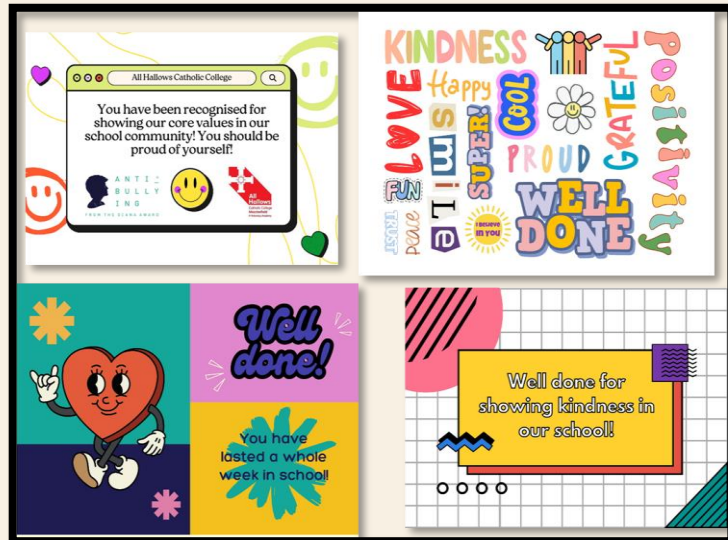 All Hallows Catholic College
You have been recognised for
showing our core values in our
school community! You should be
proud of yourself!
ANTI-
BULLY
ING
FROM THE DIANA AWARD
All
Hallows
Catholic College
Macclesfield
KINDNESS
LOVE
Happy
smiLe
SUPER!
COOL
PROUD
GRATEFUL
Positivity
FUN
TRUST
peace
I BELIEVE
IN YOU
WELL
DONE
Well
done!
You have
lasted a whole
week in school!
Well done for
showing kindness in
our school!